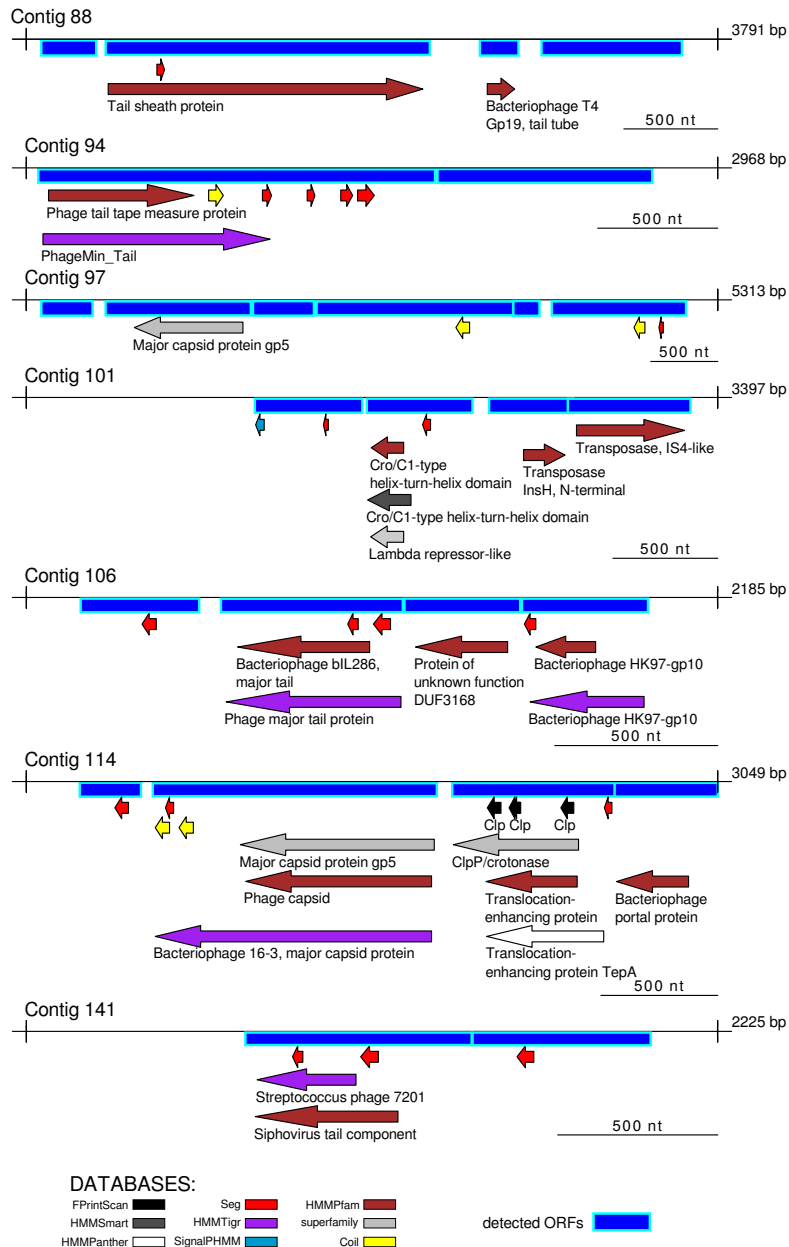 Contig 88
3791 bp
Tail sheath protein
Bacteriophage T4
Gp19, tail tube
500 nt
Contig 94
2968 bp
Phage tail tape measure protein
500 nt
PhageMin_Tail
Contig 97
5313 bp
Major capsid protein gp5
500 nt
Contig 101
3397 bp
Cro/C1-type
helix-turn-helix domain
Transposase, IS4-like
Transposase
InsH, N-terminal
Cro/C1-type helix-turn-helix domain
Lambda repressor-like
500 nt
Contig 106
2185 bp
Bacteriophage bIL286,
major tail
Protein of
unknown function
DUF3168
Bacteriophage HK97-gp10
Phage major tail protein
Bacteriophage HK97-gp10
500 nt
Contig 114
3049 bp
Clp Clp Clp
Major capsid protein gp5
ClpP/crotonase
Phage capsid
Translocation-
enhancing protein
Bacteriophage
portal protein
Bacteriophage 16-3, major capsid protein
Translocation-
enhancing protein TepA
500 nt
Contig 141
2225 bp
Streptococcus phage 7201
Siphovirus tail component
500 nt
DATABASES:
FPrintScan Seg HMMPfam
HMMSmart HMMTigr superfamily
HMMPanther SignalPHMM Coil
detected ORFs